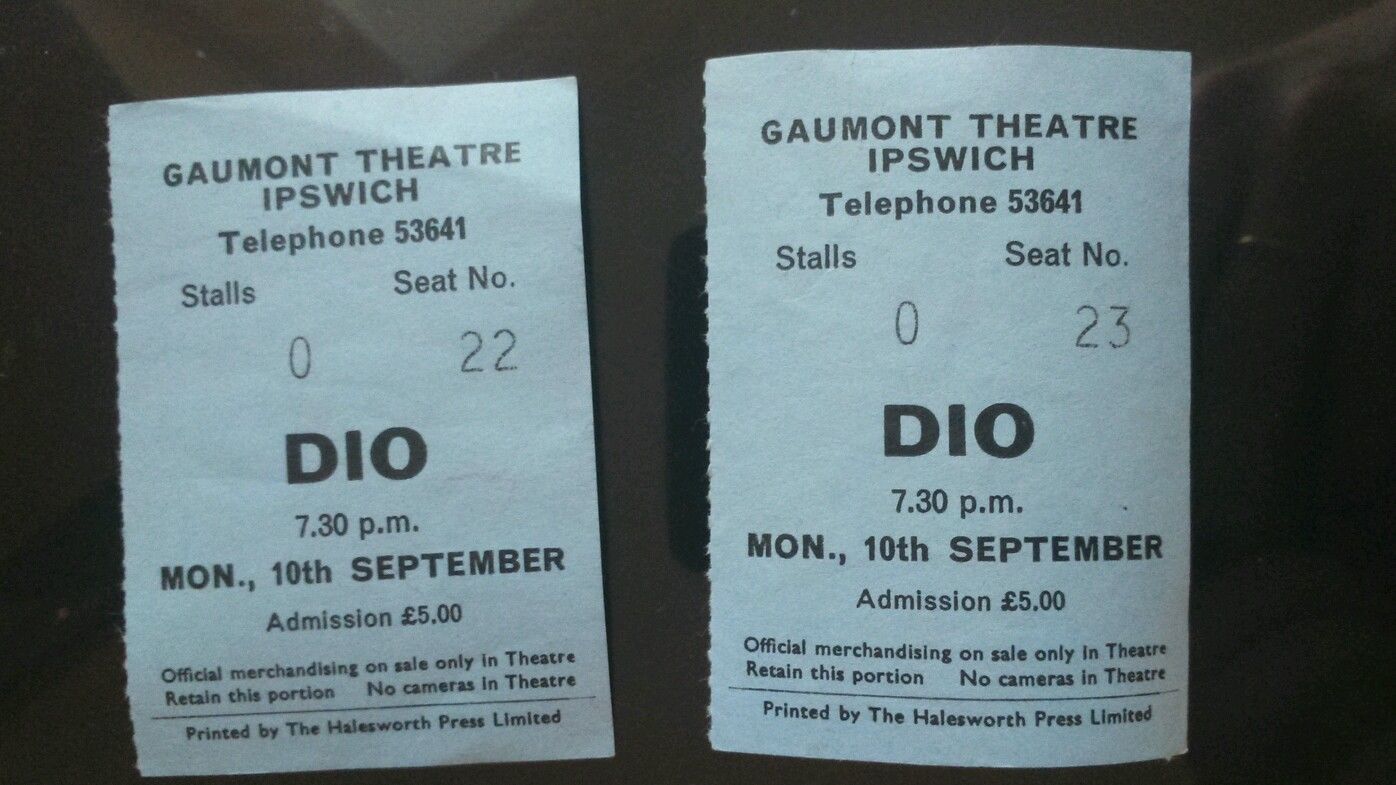 GAUMONT THEATRE
IPSWICH
Telephone 53641
Stalls Seat No.
0 22
DIO
7.30 p.m.
MON., 10th SEPTEMBER
Admission £5.00
Official merchandising on sale only in Theatre
Retain this portion No cameras in Theatre
Printed by The Halesworth Press Limited
GAUMONT THEATRE
IPSWICH
Telephone 53641
Stalls Seat No.
0 23
DIO
7.30 p.m.
MON., 10th SEPTEMBER
Admission £5.00
Official merchandising on sale only in Theatre
Retain this portion No cameras in Theatre
Printed by The Halesworth Press Limited